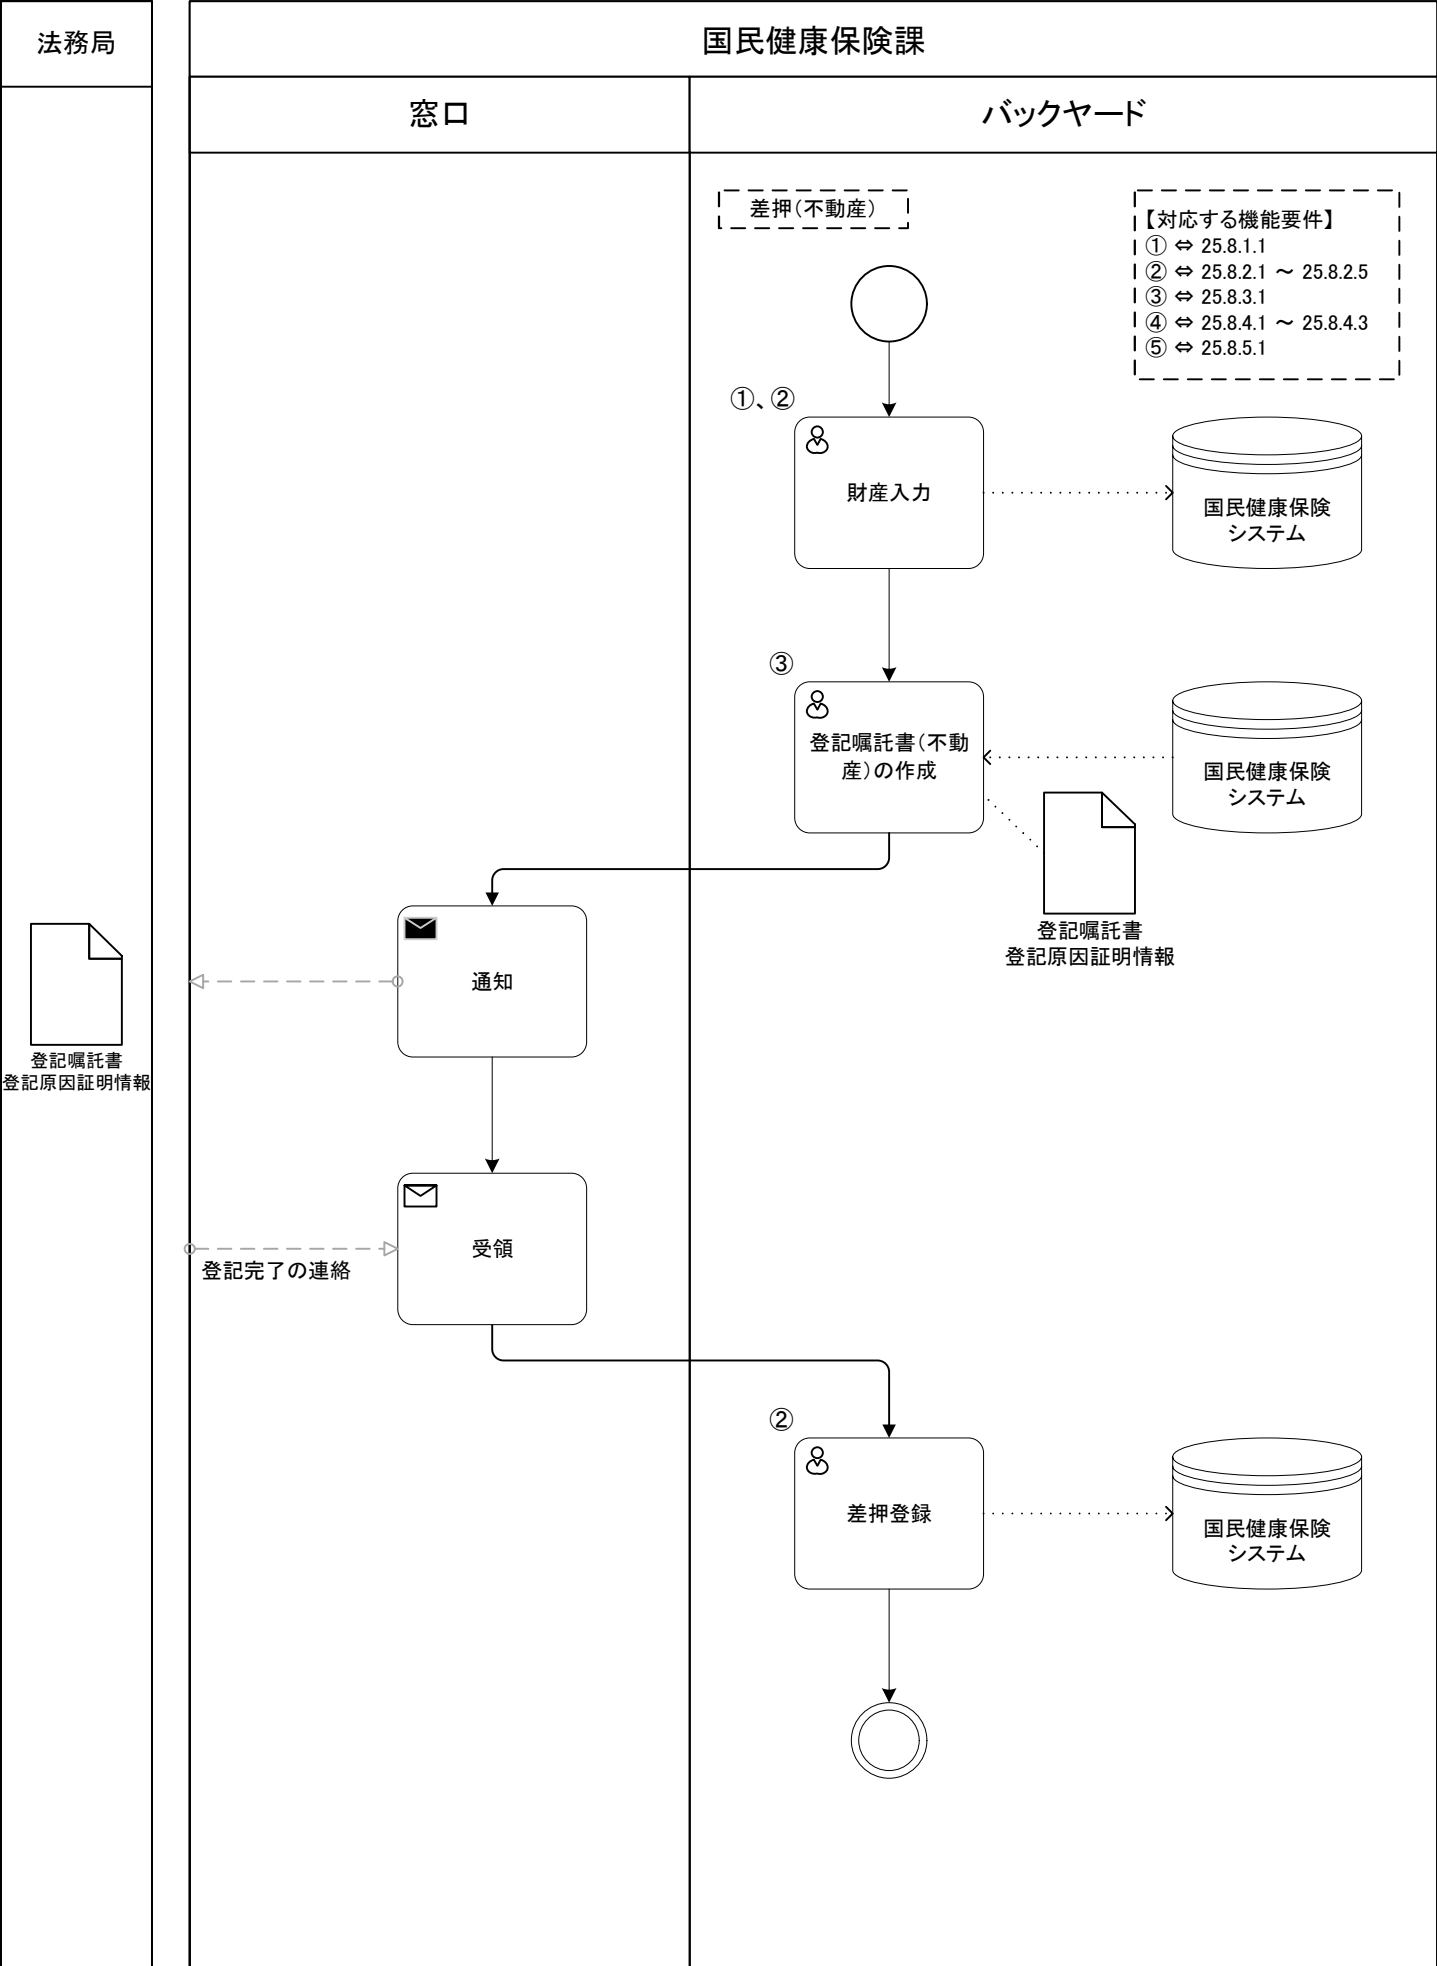 法務局
国民健康保険課
窓口
バックヤード
差押（不動産）
【対応する機能要件】
① ⇔ 25.8.1.1
② ⇔ 25.8.2.1 ～ 25.8.2.5
③ ⇔ 25.8.3.1
④ ⇔ 25.8.4.1 ～ 25.8.4.3
⑤ ⇔ 25.8.5.1
①、②
財産入力
国民健康保険
システム
③
登記嘱託書（不動
産）の作成
国民健康保険
システム
登記嘱託書
登記原因証明情報
通知
登記嘱託書
登記原因証明情報
受領
登記完了の連絡
②
差押登録
国民健康保険
システム